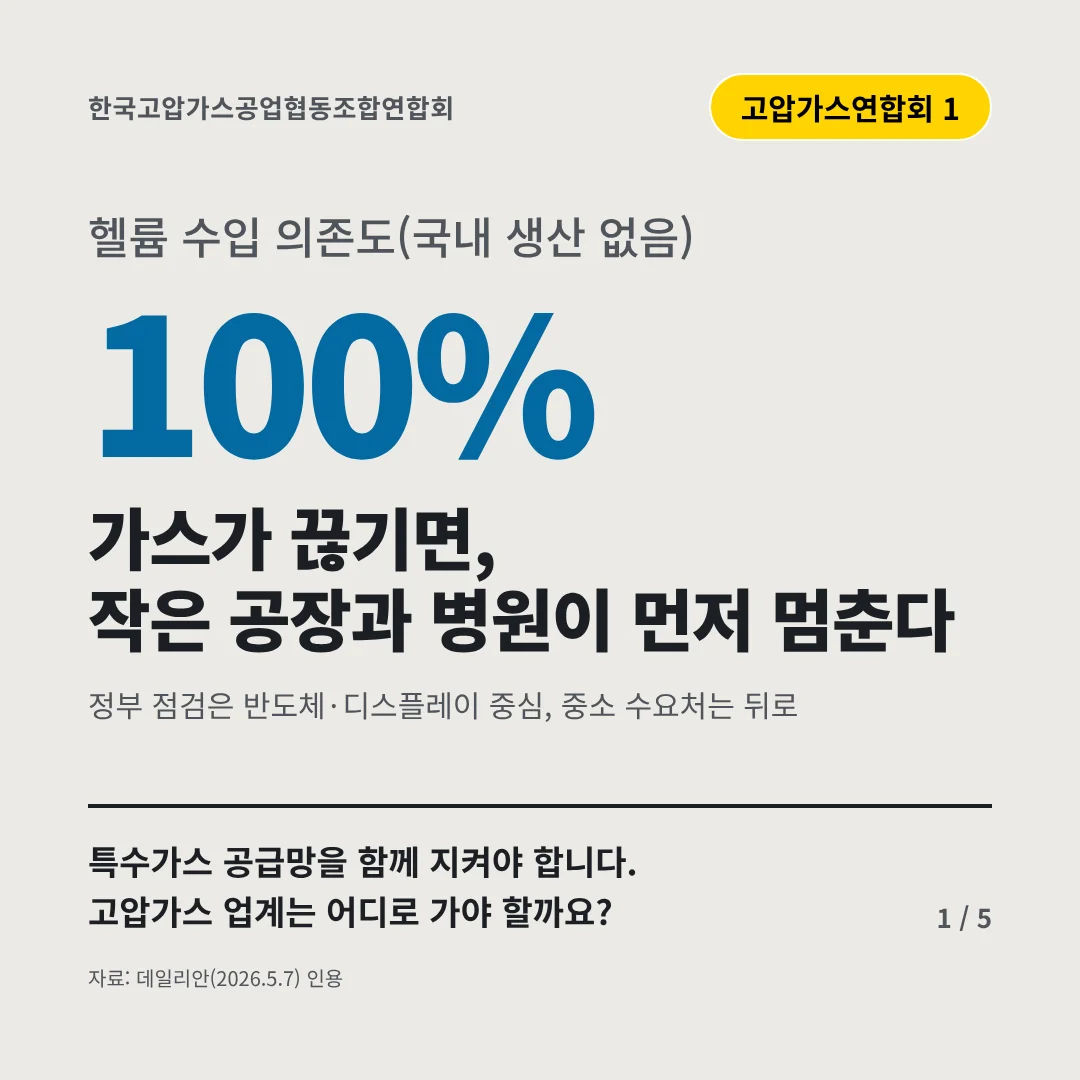 한국고압가스공업협동조합연합회
고압가스연합회 1
헬륨 수입 의존도(국내 생산 없음)
100%
가스가 끊기면,
작은 공장과 병원이 먼저 멈춘다
정부 점검은 반도체·디스플레이 중심, 중소 수요처는 뒤로
특수가스 공급망을 함께 지켜야 합니다.
고압가스 업계는 어디로 가야 할까요?
1 / 5
자료: 데일리안(2026.5.7) 인용